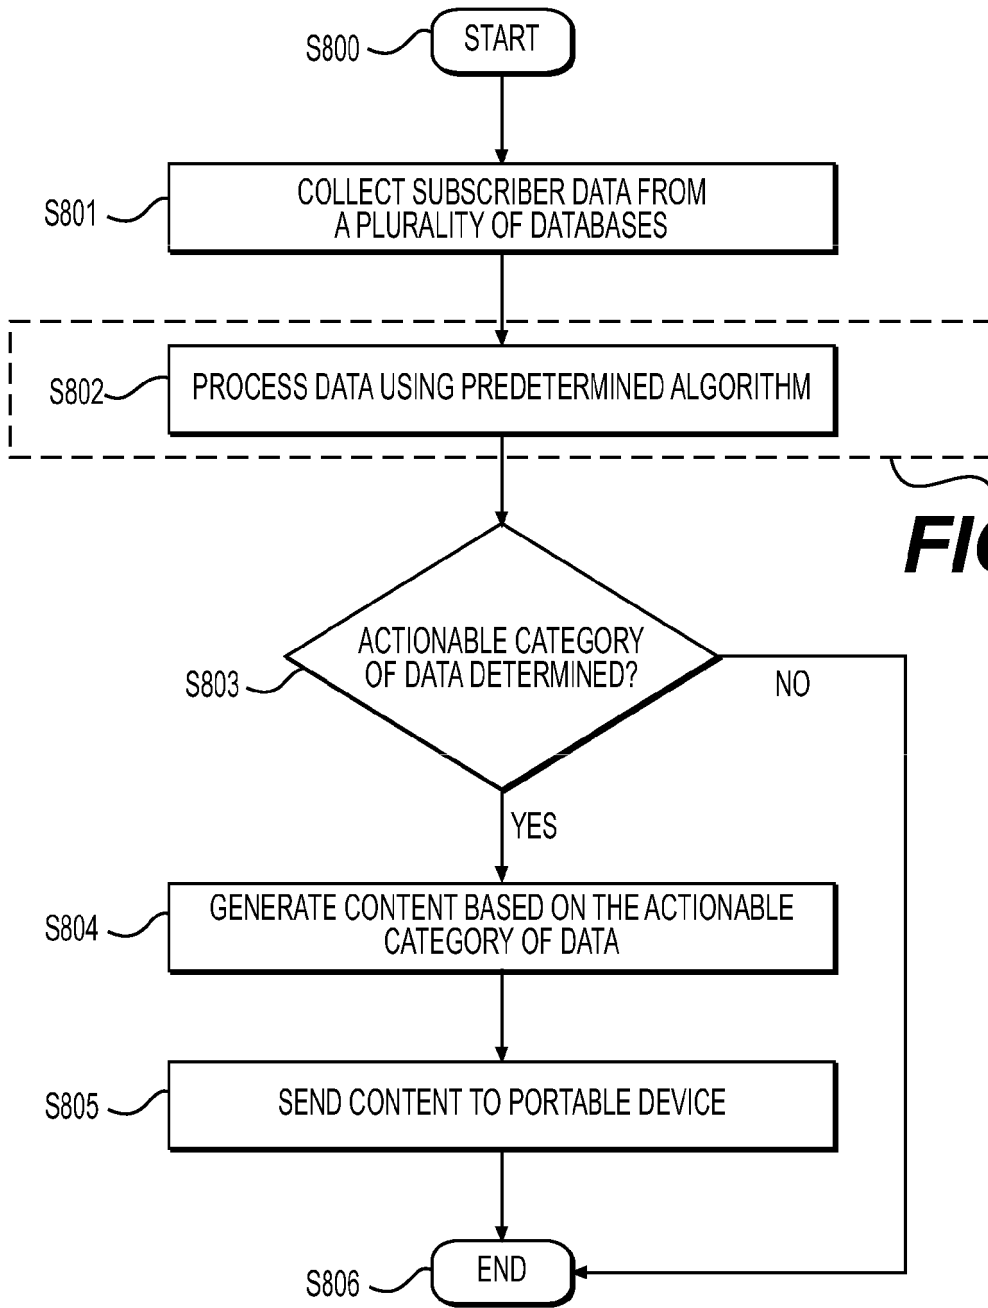 S800
START
S801
COLLECT SUBSCRIBER DATA FROM
A PLURALITY OF DATABASES
S802
PROCESS DATA USING PREDETERMINED ALGORITHM
S803
ACTIONABLE CATEGORY
OF DATA DETERMINED?
NO
YES
S804
GENERATE CONTENT BASED ON THE ACTIONABLE
CATEGORY OF DATA
S805
SEND CONTENT TO PORTABLE DEVICE
S806
END